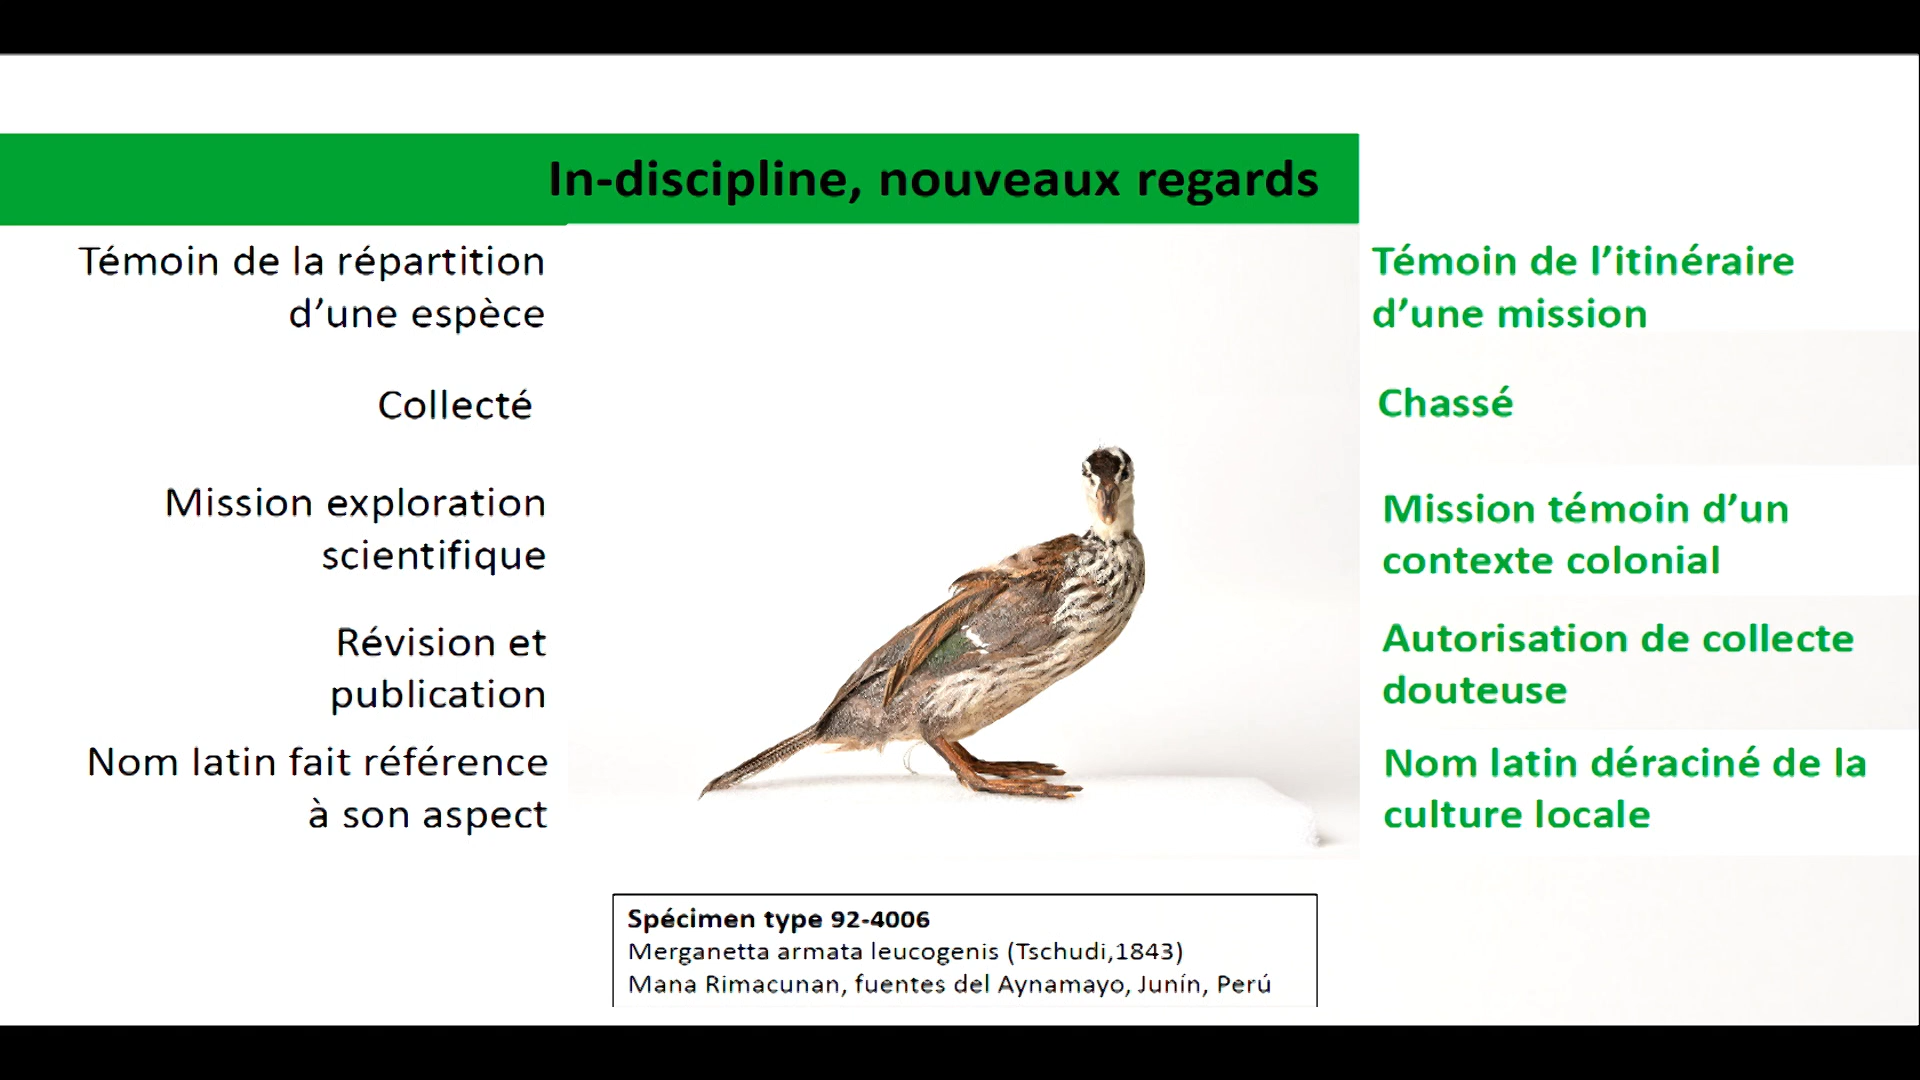 In-discipline, nouveaux regards
Témoin de la répartition
d’une espèce
Collecté
Mission exploration
scientifique
Révision et
publication
Nom latin fait référence
à son aspect
Témoin de l’itinéraire
d’une mission
Chassé
Mission témoin d’un
contexte colonial
Autorisation de collecte
douteuse
Nom latin déraciné de la
culture locale
Spécimen type 92-4006
Merganetta armata leucogenis (Tschudi,1843)
Mana Rimacunan, fuentes del Aynamayo, Junín, Perú